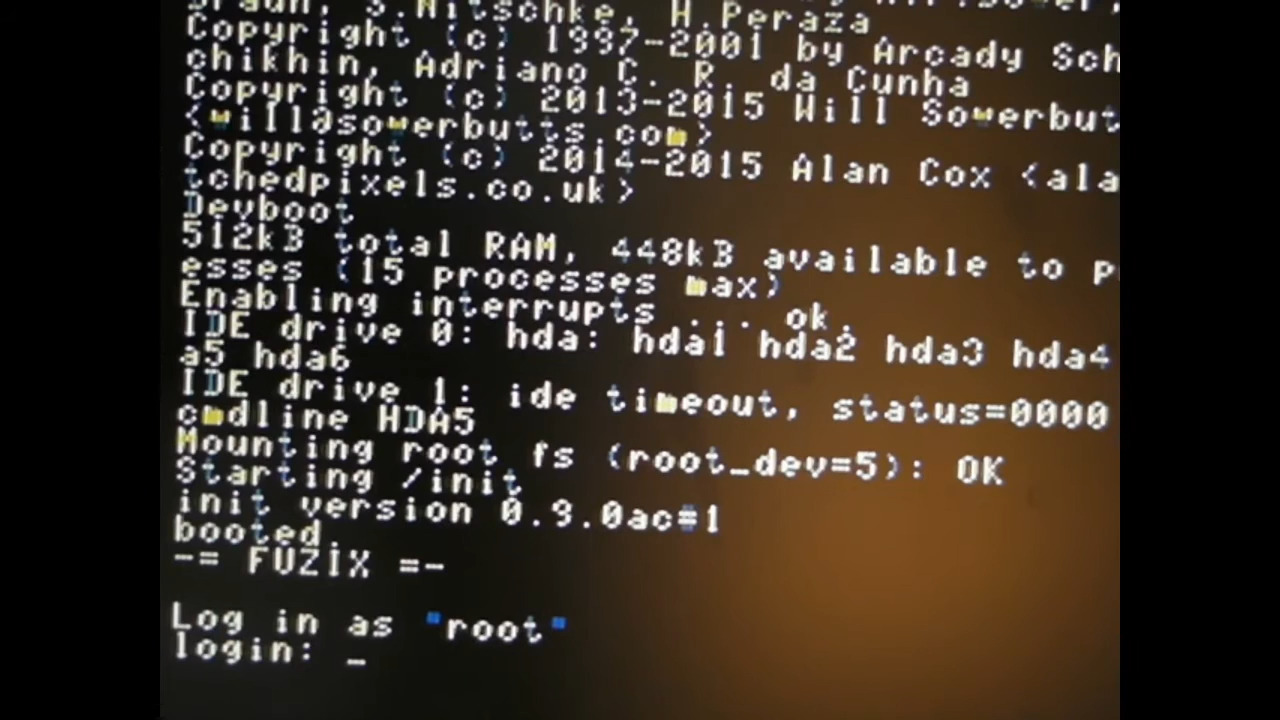 S.Nitschke, H.Peraza
Copyright (c) 1997-2001 by Arcady Sch
chikhin, Adriano C. R. da Cunha
Copyright (c) 2013-2015 Will Sowerbut
<will@sowerbutts.com>
Copyright (c) 2014-2015 Alan Cox <ala
tchedpixels.co.uk>
Devboot
512kB total RAM, 448kB available to p
esses (15 processes max)
Enabling interrupts ... ok.
IDE drive 0: hda: hda1 hda2 hda3 hda4
a5 hda6
IDE drive 1: ide timeout, status=0000
cmdline HDA5
Mounting root fs (root_dev=5): OK
Starting /init
init version 0.9.0ac#1
booted
-= FUZIX =-
Log in as "root"
login: _